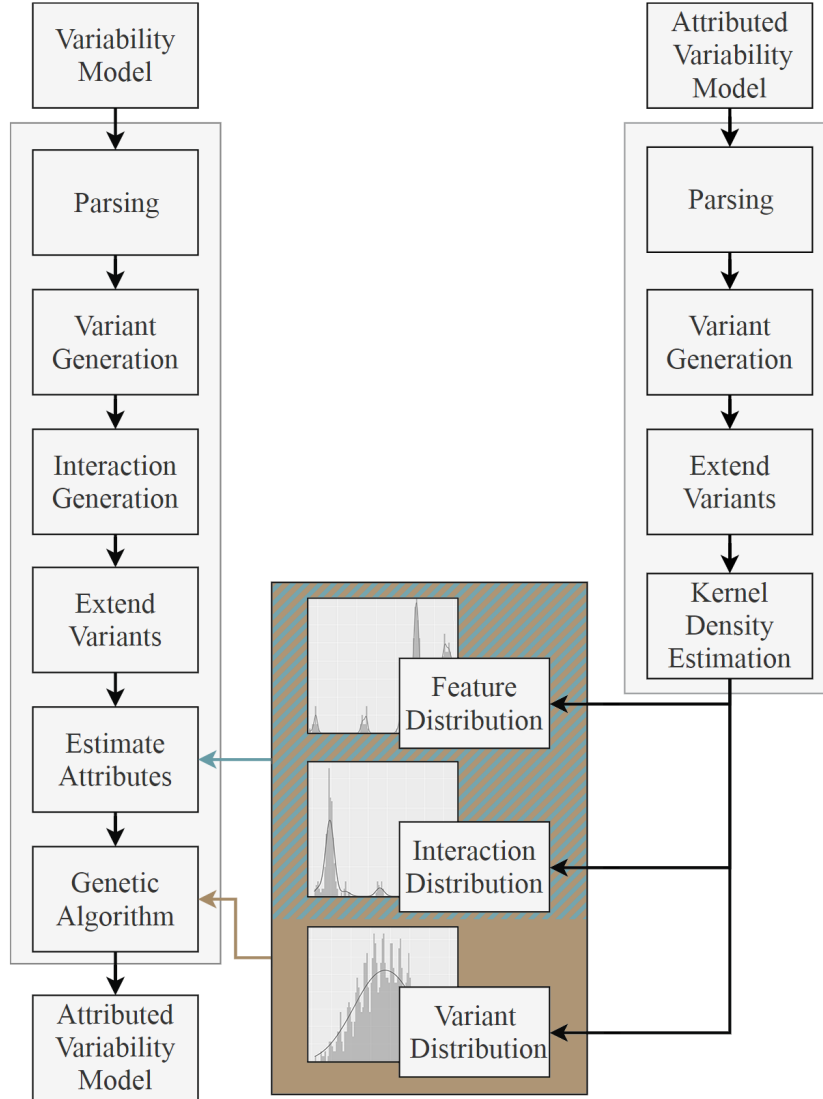 Variability
Model
Parsing
Variant
Generation
Interaction
Generation
Extend
Variants
Estimate
Attributes
Genetic
Algorithm
Attributed
Variability
Model
Feature
Distribution
Interaction
Distribution
Variant
Distribution
Attributed
Variability
Model
Parsing
Variant
Generation
Extend
Variants
Kernel
Density
Estimation